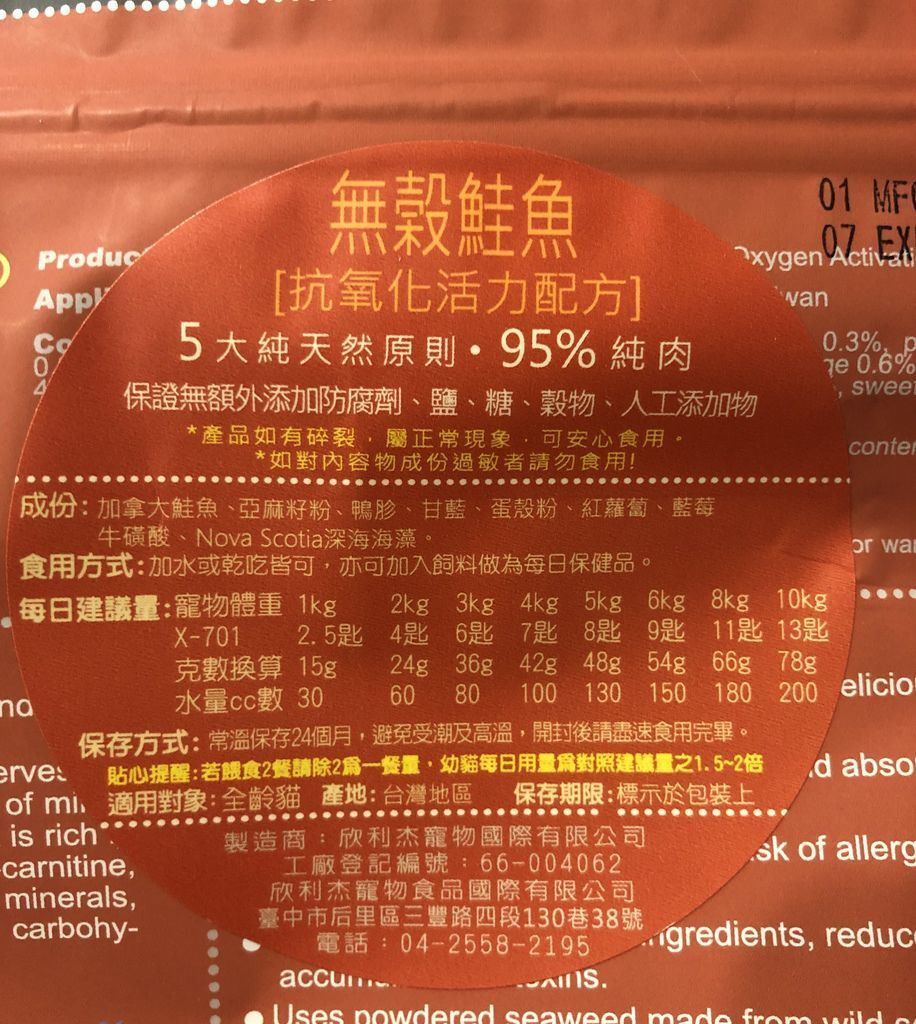 無穀鮭魚
[抗氧化活力配方]
5大純天然原則・95%純肉
保證無額外添加防腐劑、鹽、糖、穀物、人工添加物
*產品如有碎裂，屬正常現象，可安心食用。
*如對內容物成份過敏者請勿食用!
成份: 加拿大鮭魚、亞麻籽粉、鴨胗、甘藍、蛋殼粉、紅蘿蔔、藍莓
牛磺酸、Nova Scotia深海海藻。
食用方式:加水或乾吃皆可，亦可加入飼料做為每日保健品。
每日建議量:寵物體重 1kg 2kg 3kg 4kg 5kg 6kg 8kg 10kg
X-701 2.5匙 4匙 6匙 7匙 8匙 9匙 11匙 13匙
克數換算 15g 24g 36g 42g 48g 54g 66g 78g
水量cc數 30 60 80 100 130 150 180 200
保存方式: 常溫保存24個月，避免受潮及高溫，開封後請盡速食用完畢。
貼心提醒:若餵食2餐請除2為一餐量，幼貓每日用量為對照建議量之1.5~2倍
適用對象: 全齡貓 產地: 台灣地區 保存期限:標示於包裝上
製造商：欣利杰寵物國際有限公司
工廠登記編號：66-004062
欣利杰寵物食品國際有限公司
臺中市后里區三豐路四段130巷38號
電話：04-2558-2195
01 MF
07 EX
Produc
Appl
Co
0
4
Oxygen Activati
wan
0.3%, p
ge 0.6%
, swee
conter
or war
nd
erves
of mi
is rich
-carnitine,
minerals,
carbohy-
elicio
d abso
sk of allerg
ngredients, reduc
accu
oxins.
● Uses powdered seaweed made from wild